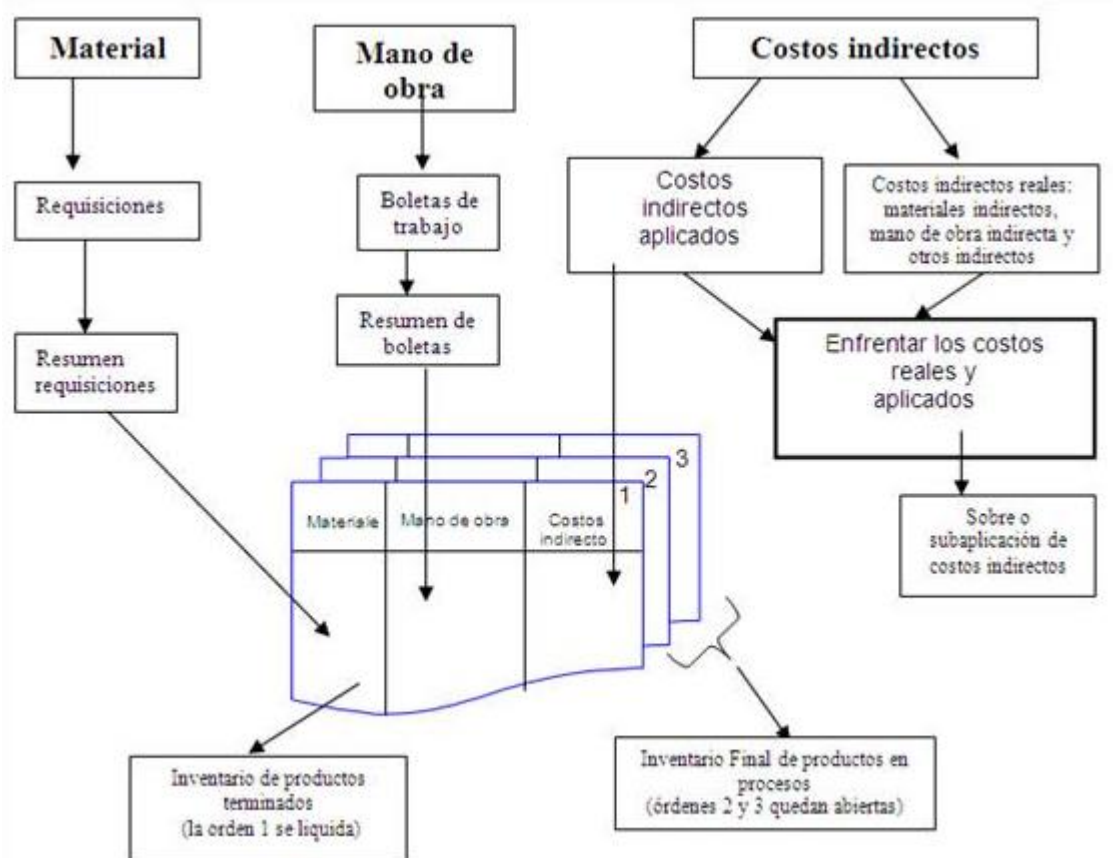 Material
Mano de
obra
Costos indirectos
Requisiciones
Boletas de
trabajo
Costos
indirectos
aplicados
Costos indirectos reales:
materiales indirectos,
mano de obra indirecta y
otros indirectos
Resumen
requisiciones
Resumen de
boletas
Enfrentar los costos
reales y
aplicados
3
2
1
Materiale
Mano de obra
Costos
indirecto
Sobre o
subaplicación de
costos indirectos
Inventario de productos
terminados
(la orden 1 se liquida)
Inventario Final de productos en
procesos
(órdenes 2 y 3 quedan abiertas)